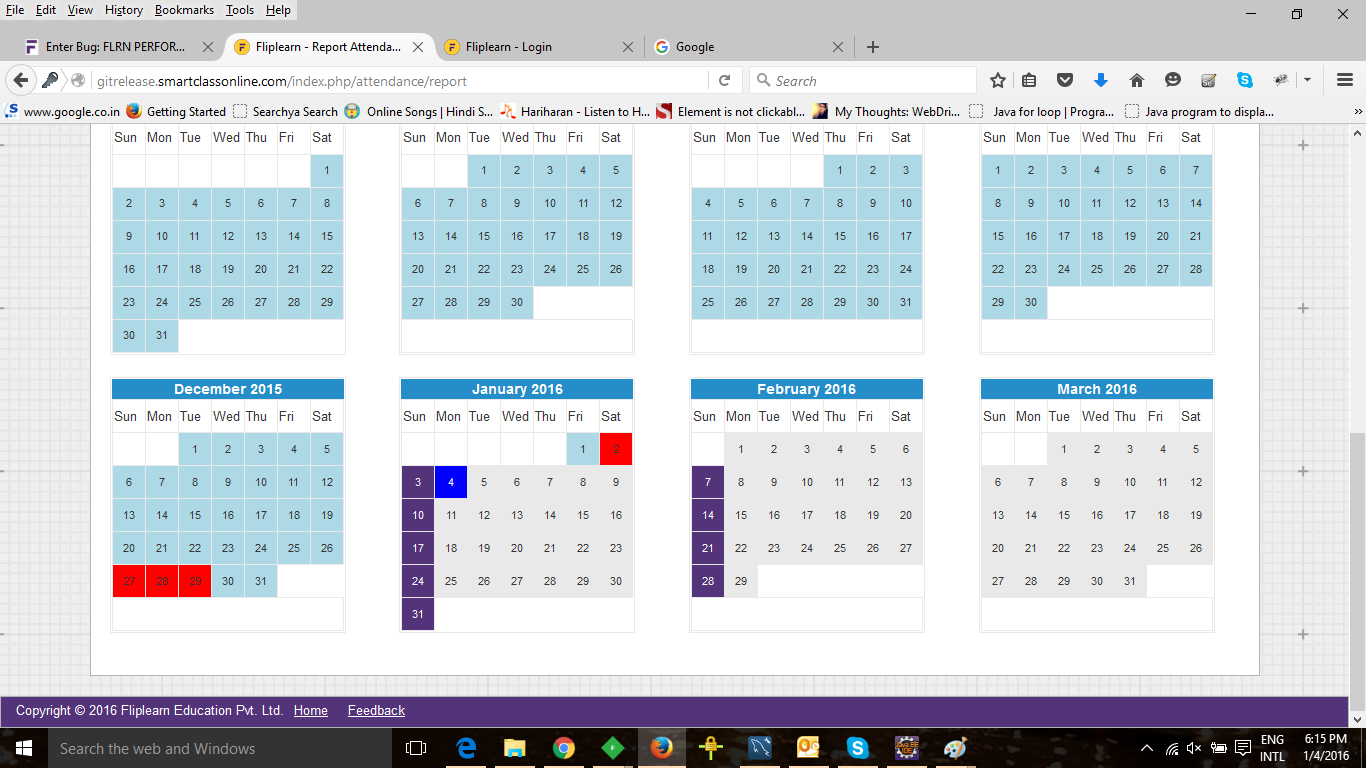 File Edit View History Bookmarks Tools Help
Enter Bug: FLRN PERFOR... Fliplearn - Report Attenda... Fliplearn - Login Google
gitrelease.smartclassonline.com/index.php/attendance/report Search
www.google.co.in Getting Started Searchya Search Online Songs | Hindi S... Hariharan - Listen to H... Element is not clickabl... My Thoughts: WebDri... Java for loop | Progra... Java program to displa...
Sun Mon Tue Wed Thu Fri Sat
1
2 3 4 5 6 7 8
9 10 11 12 13 14 15
16 17 18 19 20 21 22
23 24 25 26 27 28 29
30 31
Sun Mon Tue Wed Thu Fri Sat
1 2 3 4 5
6 7 8 9 10 11 12
13 14 15 16 17 18 19
20 21 22 23 24 25 26
27 28 29 30
Sun Mon Tue Wed Thu Fri Sat
1 2 3
4 5 6 7 8 9 10
11 12 13 14 15 16 17
18 19 20 21 22 23 24
25 26 27 28 29 30 31
Sun Mon Tue Wed Thu Fri Sat
1 2 3 4 5 6 7
8 9 10 11 12 13 14
15 16 17 18 19 20 21
22 23 24 25 26 27 28
29 30
December 2015
Sun Mon Tue Wed Thu Fri Sat
1 2 3 4 5
6 7 8 9 10 11 12
13 14 15 16 17 18 19
20 21 22 23 24 25 26
27 28 29 30 31
January 2016
Sun Mon Tue Wed Thu Fri Sat
1 2
3 4 5 6 7 8 9
10 11 12 13 14 15 16
17 18 19 20 21 22 23
24 25 26 27 28 29 30
31
February 2016
Sun Mon Tue Wed Thu Fri Sat
1 2 3 4 5 6
7 8 9 10 11 12 13
14 15 16 17 18 19 20
21 22 23 24 25 26 27
28 29
March 2016
Sun Mon Tue Wed Thu Fri Sat
1 2 3 4 5
6 7 8 9 10 11 12
13 14 15 16 17 18 19
20 21 22 23 24 25 26
27 28 29 30 31
Copyright © 2016 Fliplearn Education Pvt. Ltd. Home Feedback
Search the web and Windows
ENG 6:15 PM
INTL 1/4/2016